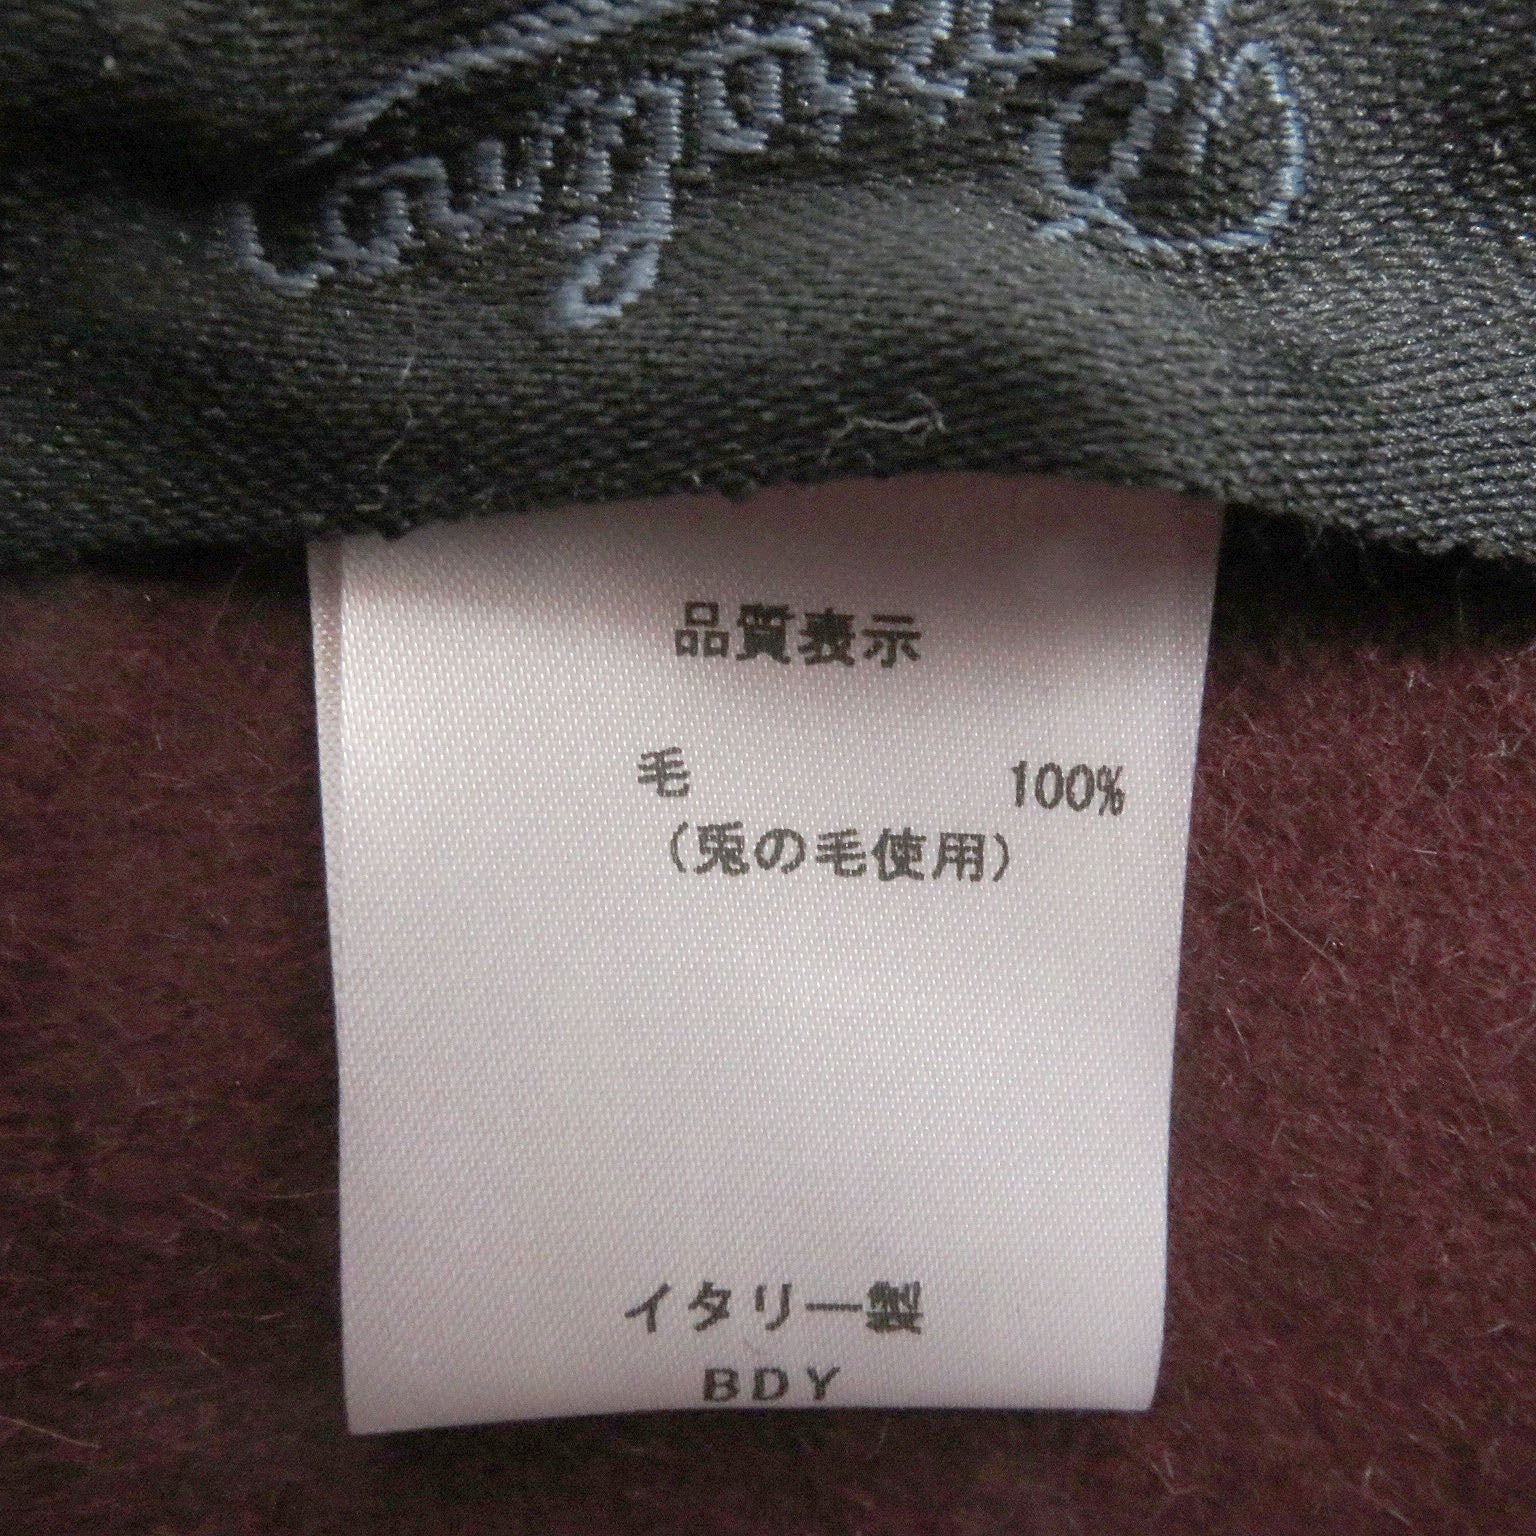 品質表示
毛 100%
(兎の毛使用)
イタリー製
BDY